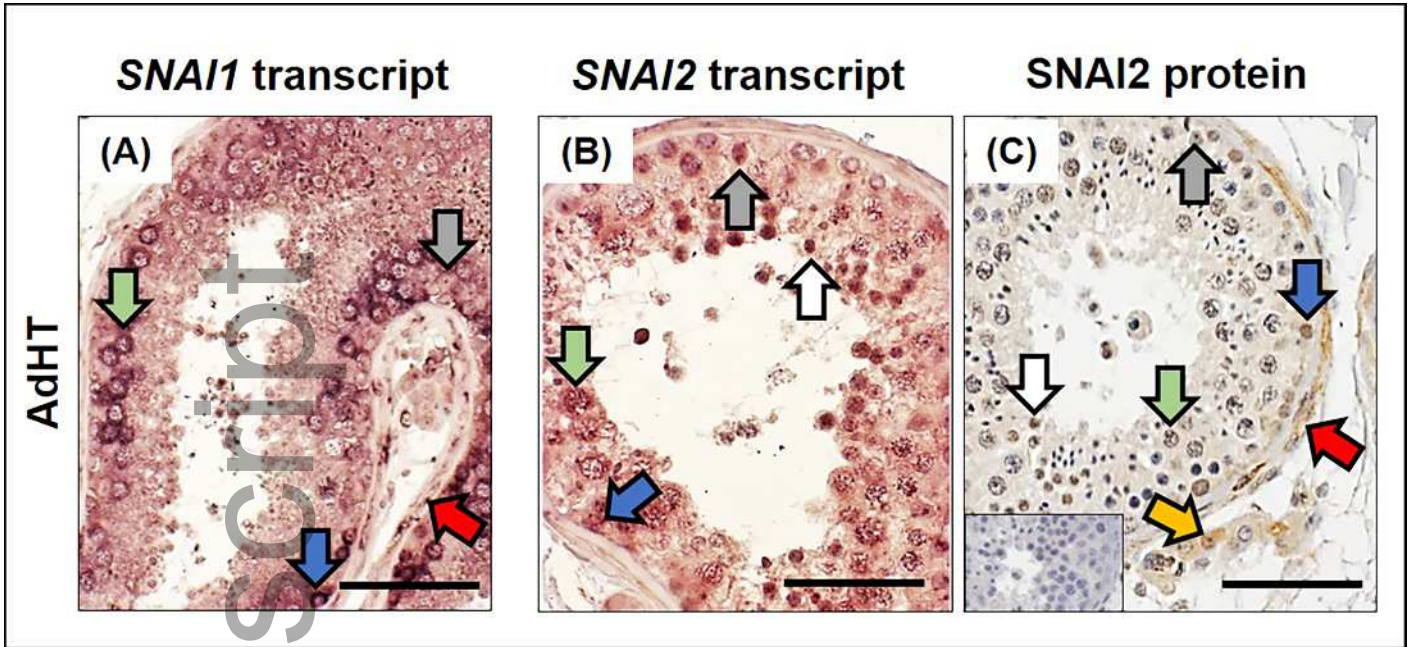 SNAI1 transcript
SNAI2 transcript
SNAI2 protein
(A)
(B)
(C)
AdHT
script